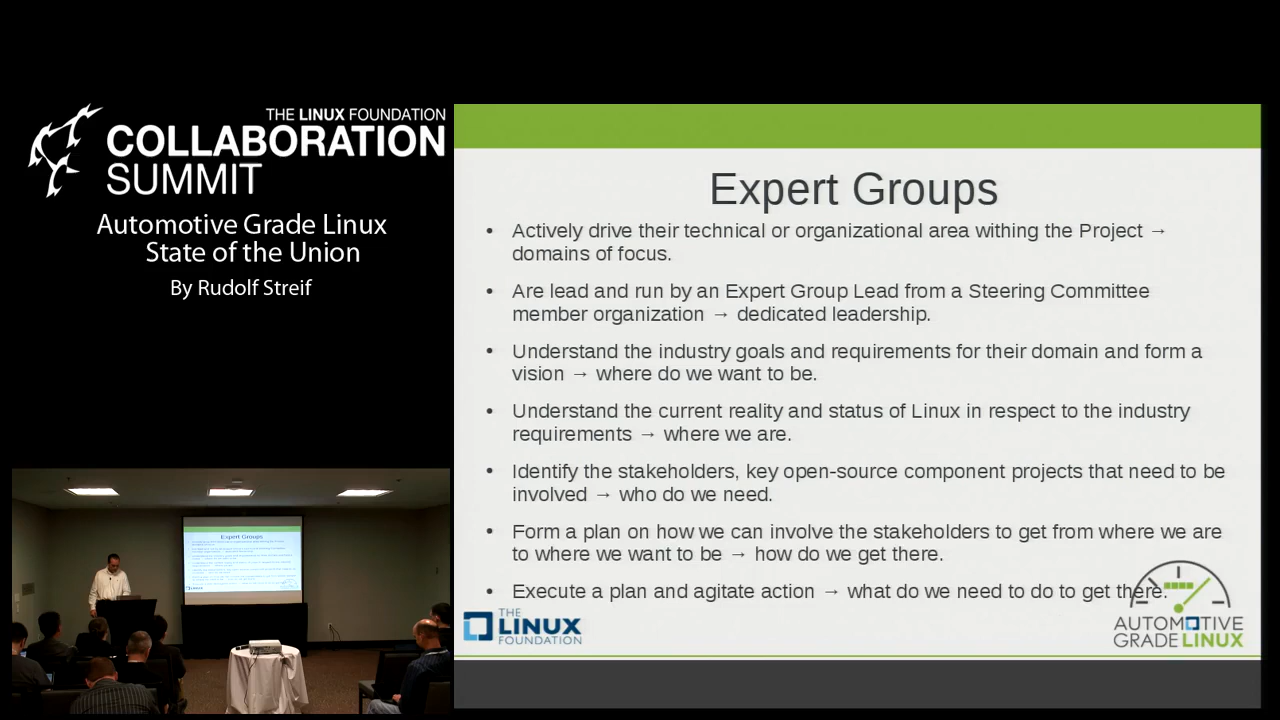 THE LINUX FOUNDATION
COLLABORATION
SUMMIT
Automotive Grade Linux
State of the Union
By Rudolf Streif
Expert Groups
• Actively drive their technical or organizational area withing the Project →
domains of focus.
• Are lead and run by an Expert Group Lead from a Steering Committee
member organization → dedicated leadership.
• Understand the industry goals and requirements for their domain and form a
vision → where do we want to be.
• Understand the current reality and status of Linux in respect to the industry
requirements → where we are.
• Identify the stakeholders, key open-source component projects that need to be
involved → who do we need.
• Form a plan on how we can involve the stakeholders to get from where we are
to where we want to be → how do we get there.
• Execute a plan and agitate action → what do we need to do to get there.
THE
LINUX
FOUNDATION
AUTOMOTIVE
GRADE LINUX
Expert Groups
LINUX